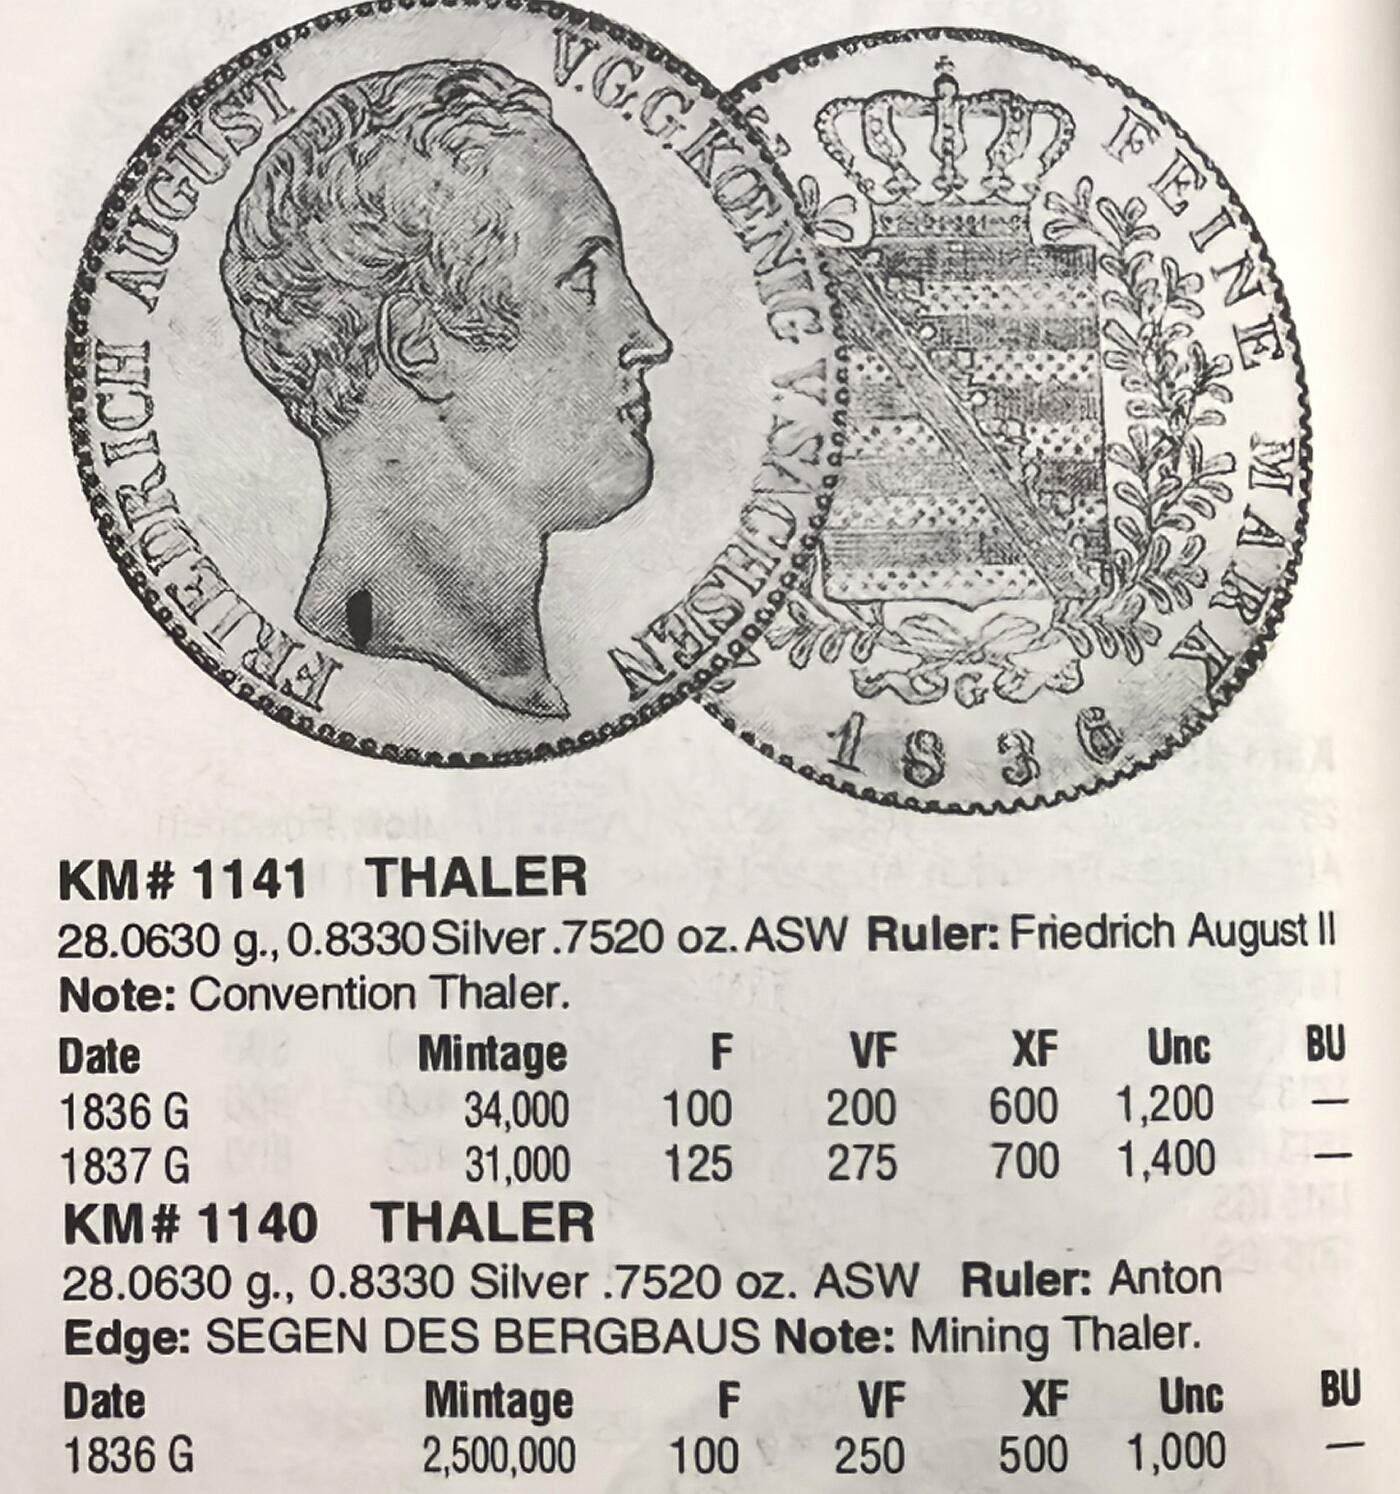 FRIEDRICH AUGUST V.G.G.KŒNIG V.SACHSEN
FEINE MARK
G
1836
KM# 1141 THALER
28.0630 g., 0.8330 Silver .7520 oz. ASW Ruler: Friedrich August II
Note: Convention Thaler.
Date Mintage F VF XF Unc BU
1836 G 34,000 100 200 600 1,200 —
1837 G 31,000 125 275 700 1,400 —
KM# 1140 THALER
28.0630 g., 0.8330 Silver .7520 oz. ASW Ruler: Anton
Edge: SEGEN DES BERGBAUS Note: Mining Thaler.
Date Mintage F VF XF Unc BU
1836 G 2,500,000 100 250 500 1,000 —